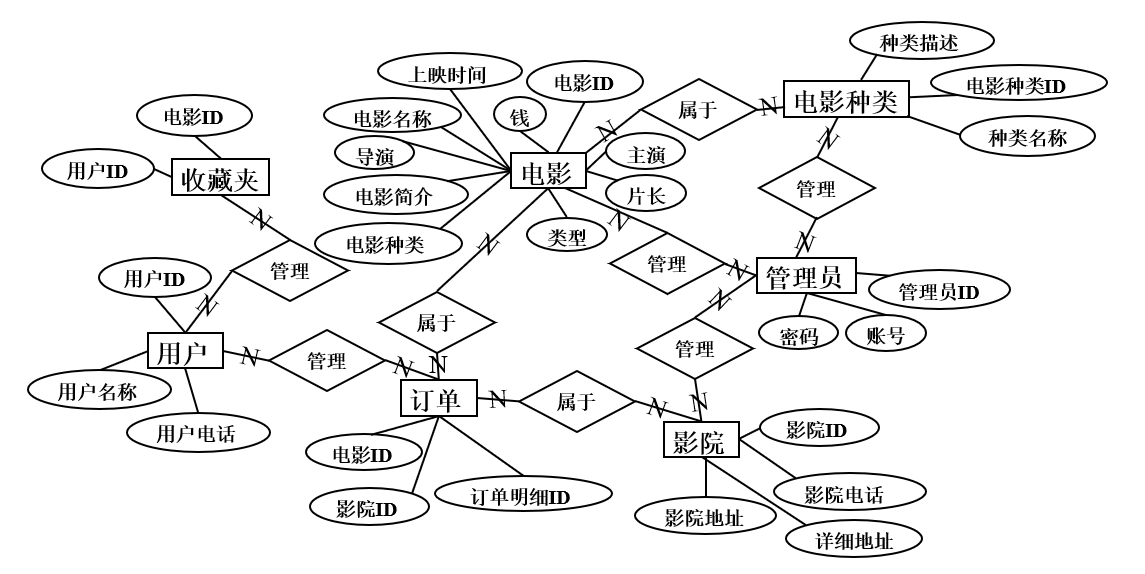 种类描述
上映时间
电影ID
电影种类ID
电影ID
电影名称
钱
属于
N
电影种类
N
N
种类名称
导演
主演
用户ID
收藏夹
电影
电影简介
片长
管理
N
N
类型
电影种类
N
N
管理
管理
N
管理员
用户ID
管理员ID
N
N
属于
密码
账号
用户
N
管理
N
N
管理
用户名称
订单
N
属于
N
N
用户电话
影院
影院ID
电影ID
订单明细ID
影院电话
影院ID
影院地址
详细地址